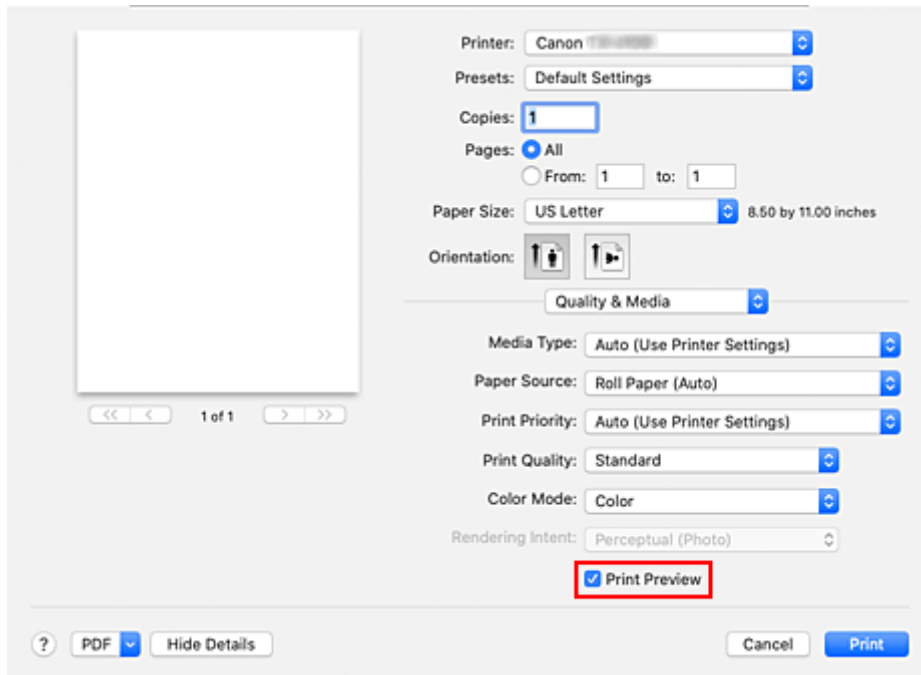 Printer: Canon
Presets: Default Settings
Copies: 1
Pages: All
From: 1 to: 1
Paper Size: US Letter 8.50 by 11.00 inches
Orientation:
Quality & Media
Media Type: Auto (Use Printer Settings)
Paper Source: Roll Paper (Auto)
<< < 1 of 1 > >>
Print Priority: Auto (Use Printer Settings)
Print Quality: Standard
Color Mode: Color
Rendering Intent: Perceptual (Photo)
Print Preview
? PDF Hide Details Cancel Print